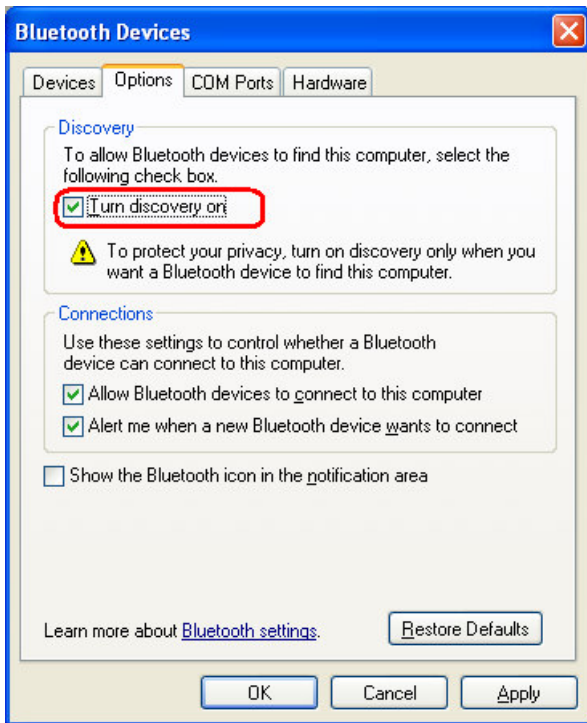 Bluetooth Devices
Devices Options COM Ports Hardware
Discovery
To allow Bluetooth devices to find this computer, select the
following check box.
Turn discovery on
To protect your privacy, turn on discovery only when you
want a Bluetooth device to find this computer.
Connections
Use these settings to control whether a Bluetooth
device can connect to this computer.
Allow Bluetooth devices to connect to this computer
Alert me when a new Bluetooth device wants to connect
Show the Bluetooth icon in the notification area
Learn more about Bluetooth settings. Restore Defaults
OK Cancel Apply